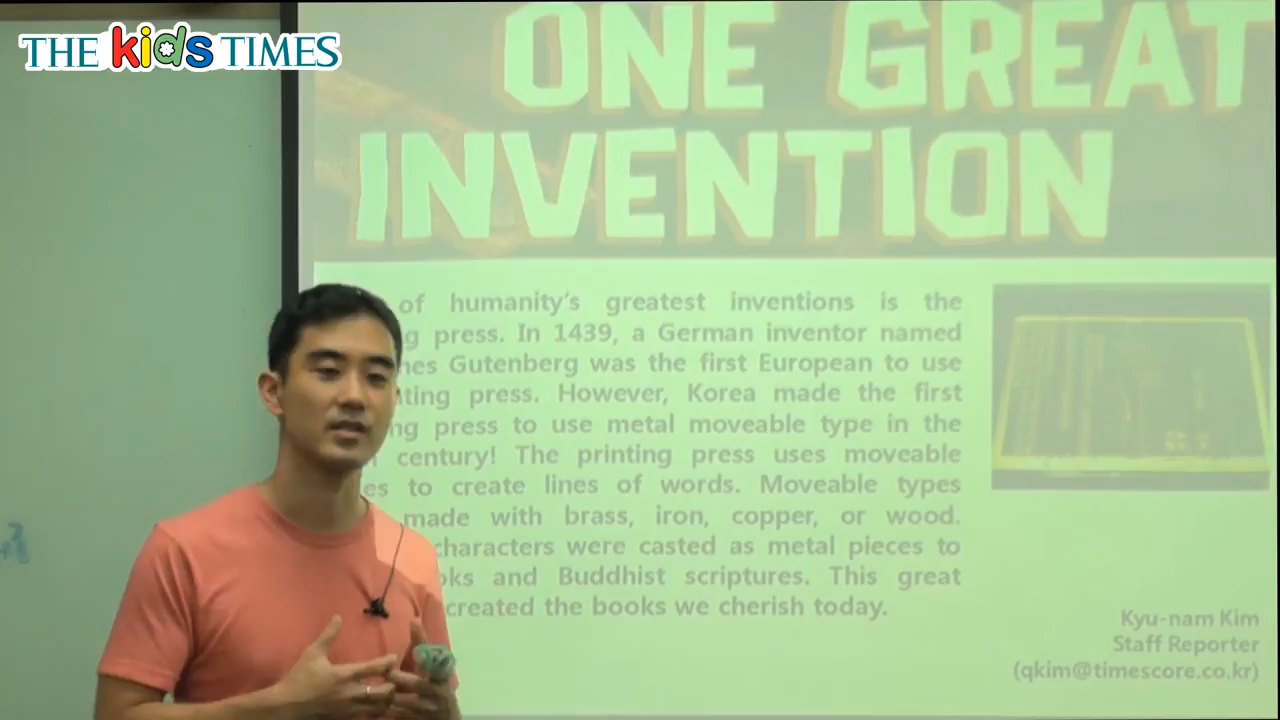 THE kids TIMES
ONE GREAT
INVENTION
of humanity's greatest inventions is the
press. In 1439, a German inventor named
Gutenberg was the first European to use
press. However, Korea made the first
press to use metal moveable type in the
century! The printing press uses moveable
to create lines of words. Moveable types
made with brass, iron, copper, or wood.
characters were casted as metal pieces to
and Buddhist scriptures. This great
created the books we cherish today.
Kyu-nam Kim
Staff Reporter
(qkim@timescore.co.kr)